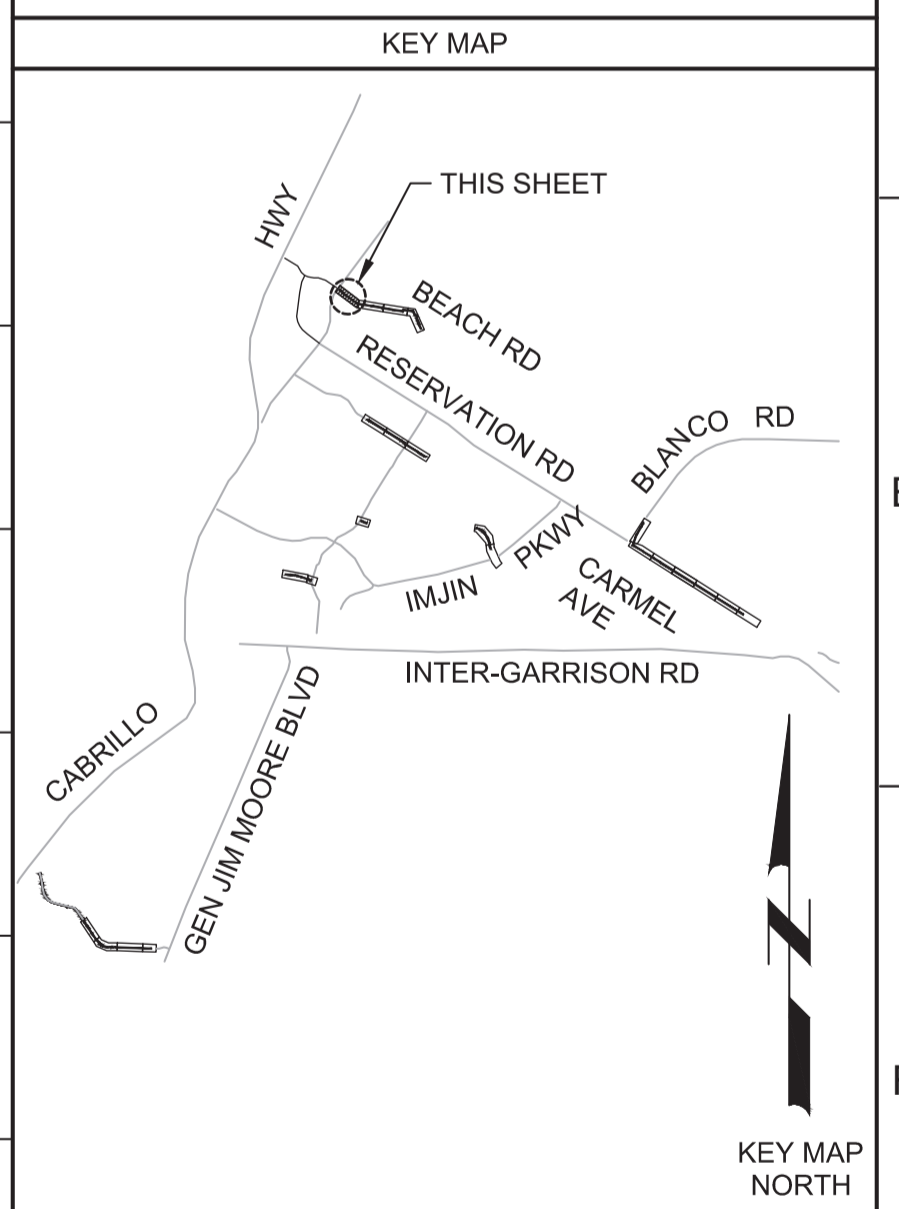 KEY MAP
THIS SHEET
HWY
BEACH RD
RESERVATION RD
BLANCO RD
IMJIN PKWY
CARMEL
AVE
INTER-GARRISON RD
CABRILLO
GEN JIM MOORE BLVD
N
KEY MAP
NORTH